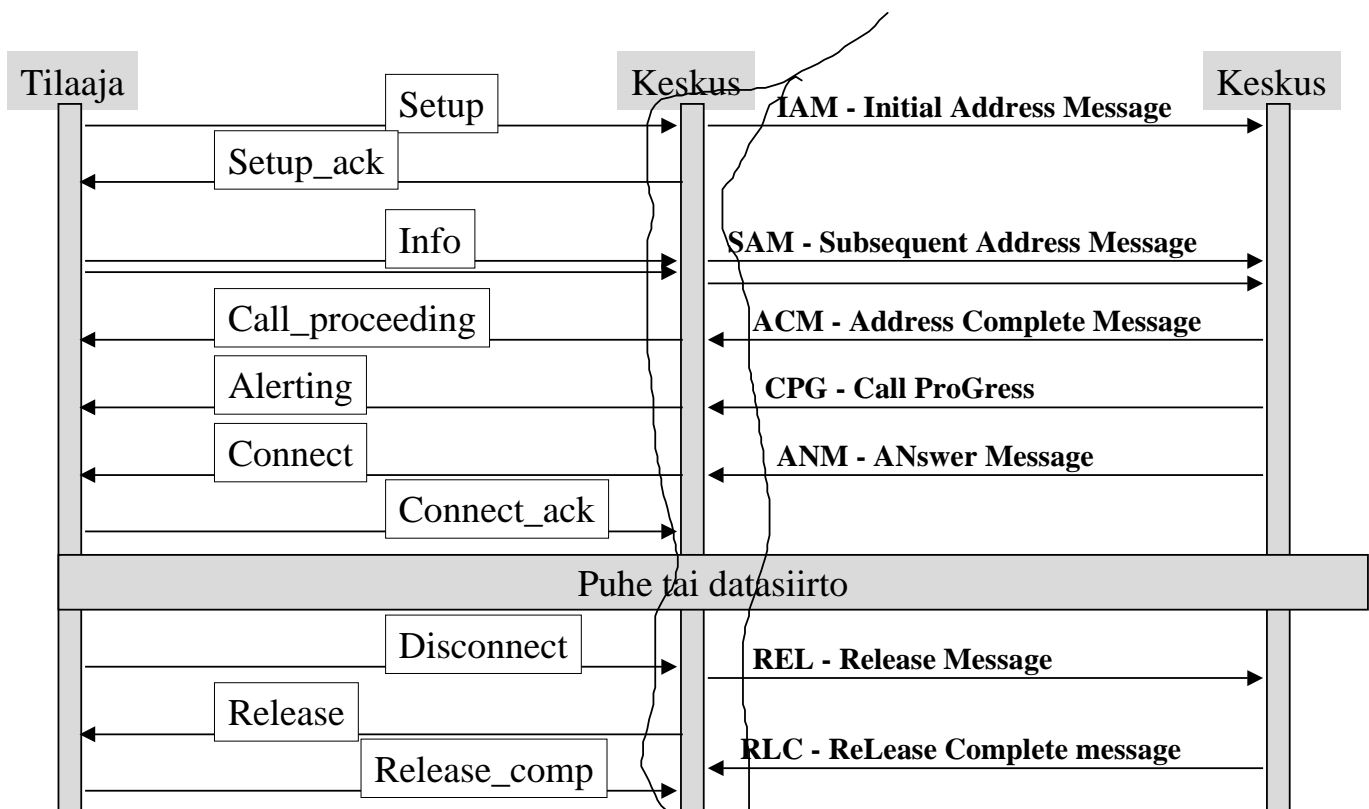 Tilaaja
Keskus
Keskus
Setup
IAM - Initial Address Message
Setup_ack
Info
SAM - Subsequent Address Message
Call_proceeding
ACM - Address Complete Message
Alerting
CPG - Call ProGress
Connect
ANM - ANswer Message
Connect_ack
Puhe tai datasiirto
Disconnect
REL - Release Message
Release
RLC - ReLease Complete message
Release_comp